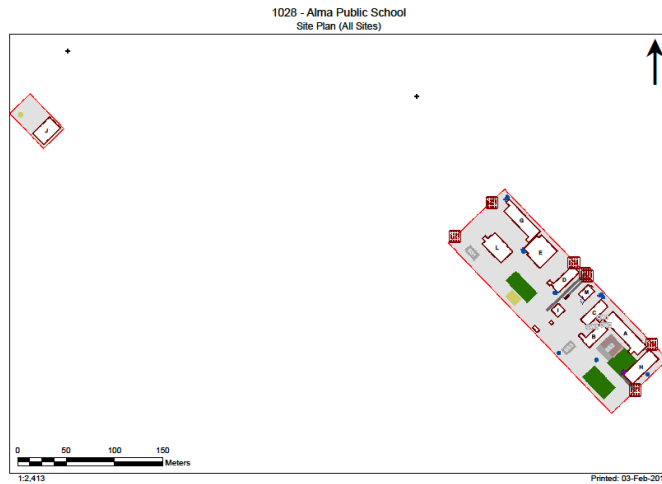 1028 - Alma Public School
Site Plan (All Sites)
J
G
L
E
D
M
I
C
A
B
H
0 50 100 150
Meters
1:2,413
Printed: 03-Feb-201